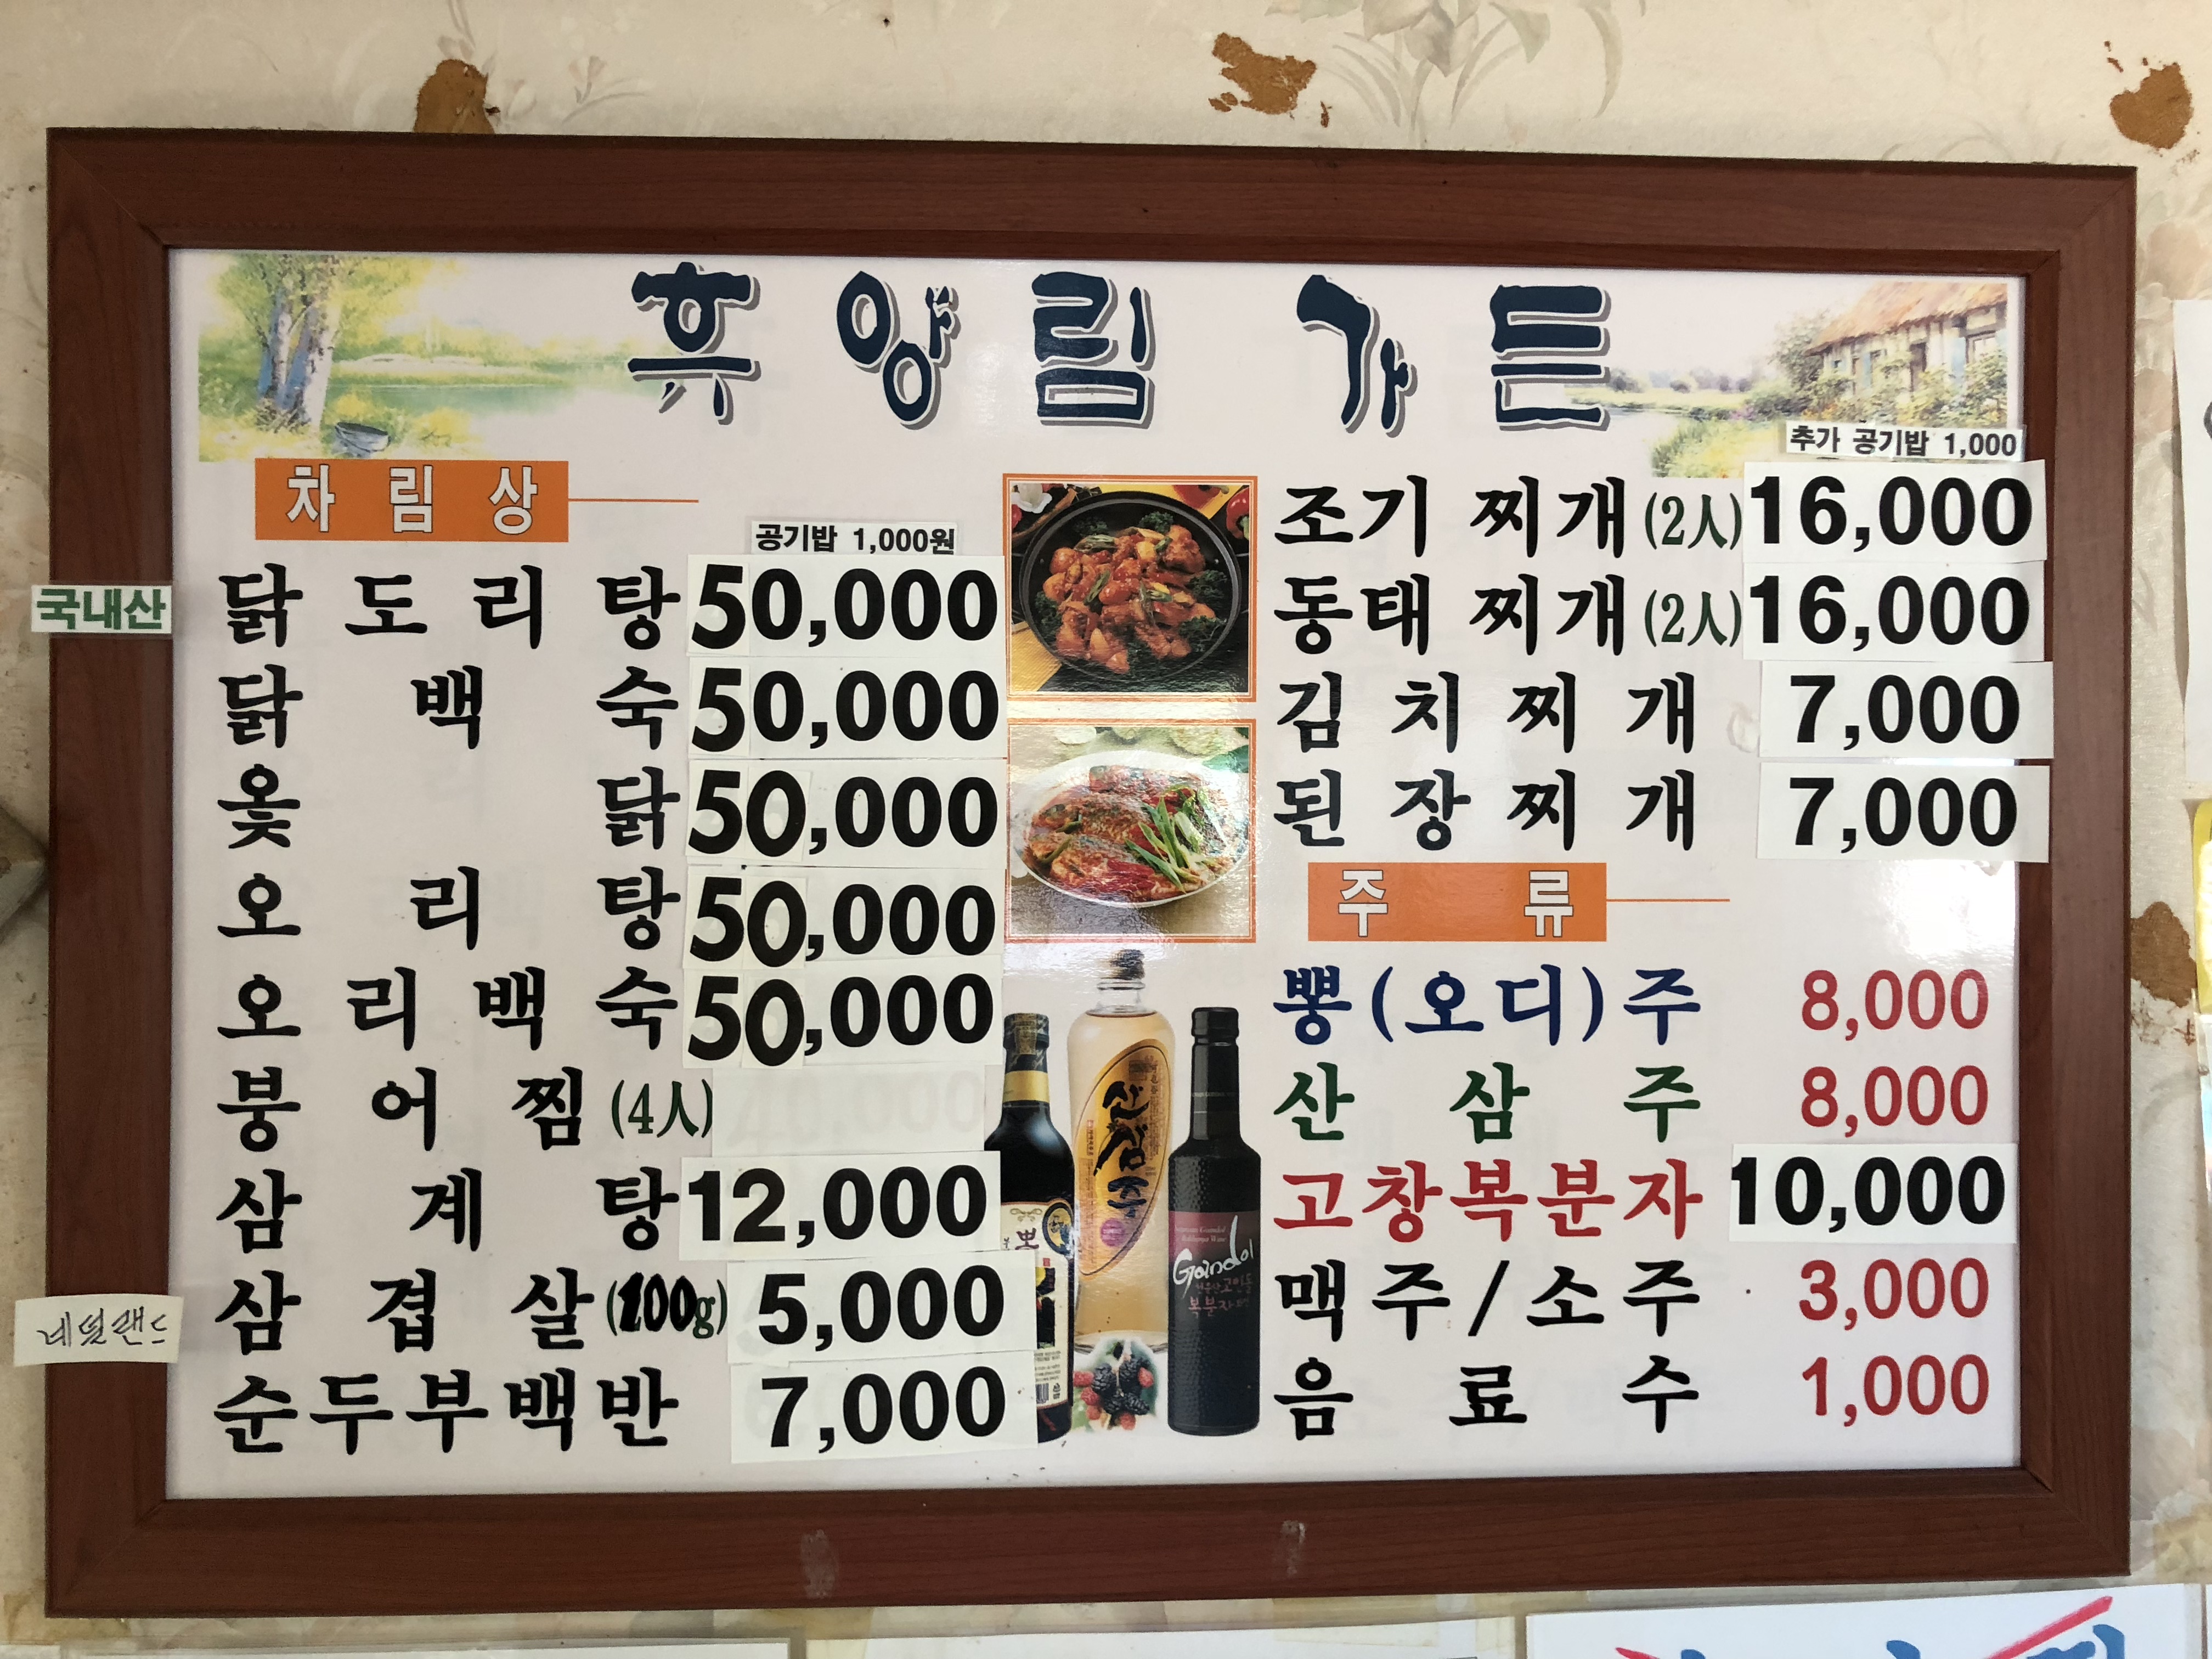 휴양림 가든
차림상
공기밥 1,000원
국내산
닭도리탕 50,000
닭백숙 50,000
옻닭 50,000
오리탕 50,000
오리백숙 50,000
붕어찜 (4人)
삼계탕 12,000
네덜랜드
삼겹살 (200g) 5,000
순두부백반 7,000
산삼주
뽕
Gandol
복분자
추가 공기밥 1,000
조기 찌개 (2人) 16,000
동태 찌개 (2人) 16,000
김치찌개 7,000
된장찌개 7,000
주류
뽕(오디)주 8,000
산삼주 8,000
고창복분자 10,000
맥주/소주 3,000
음료수 1,000